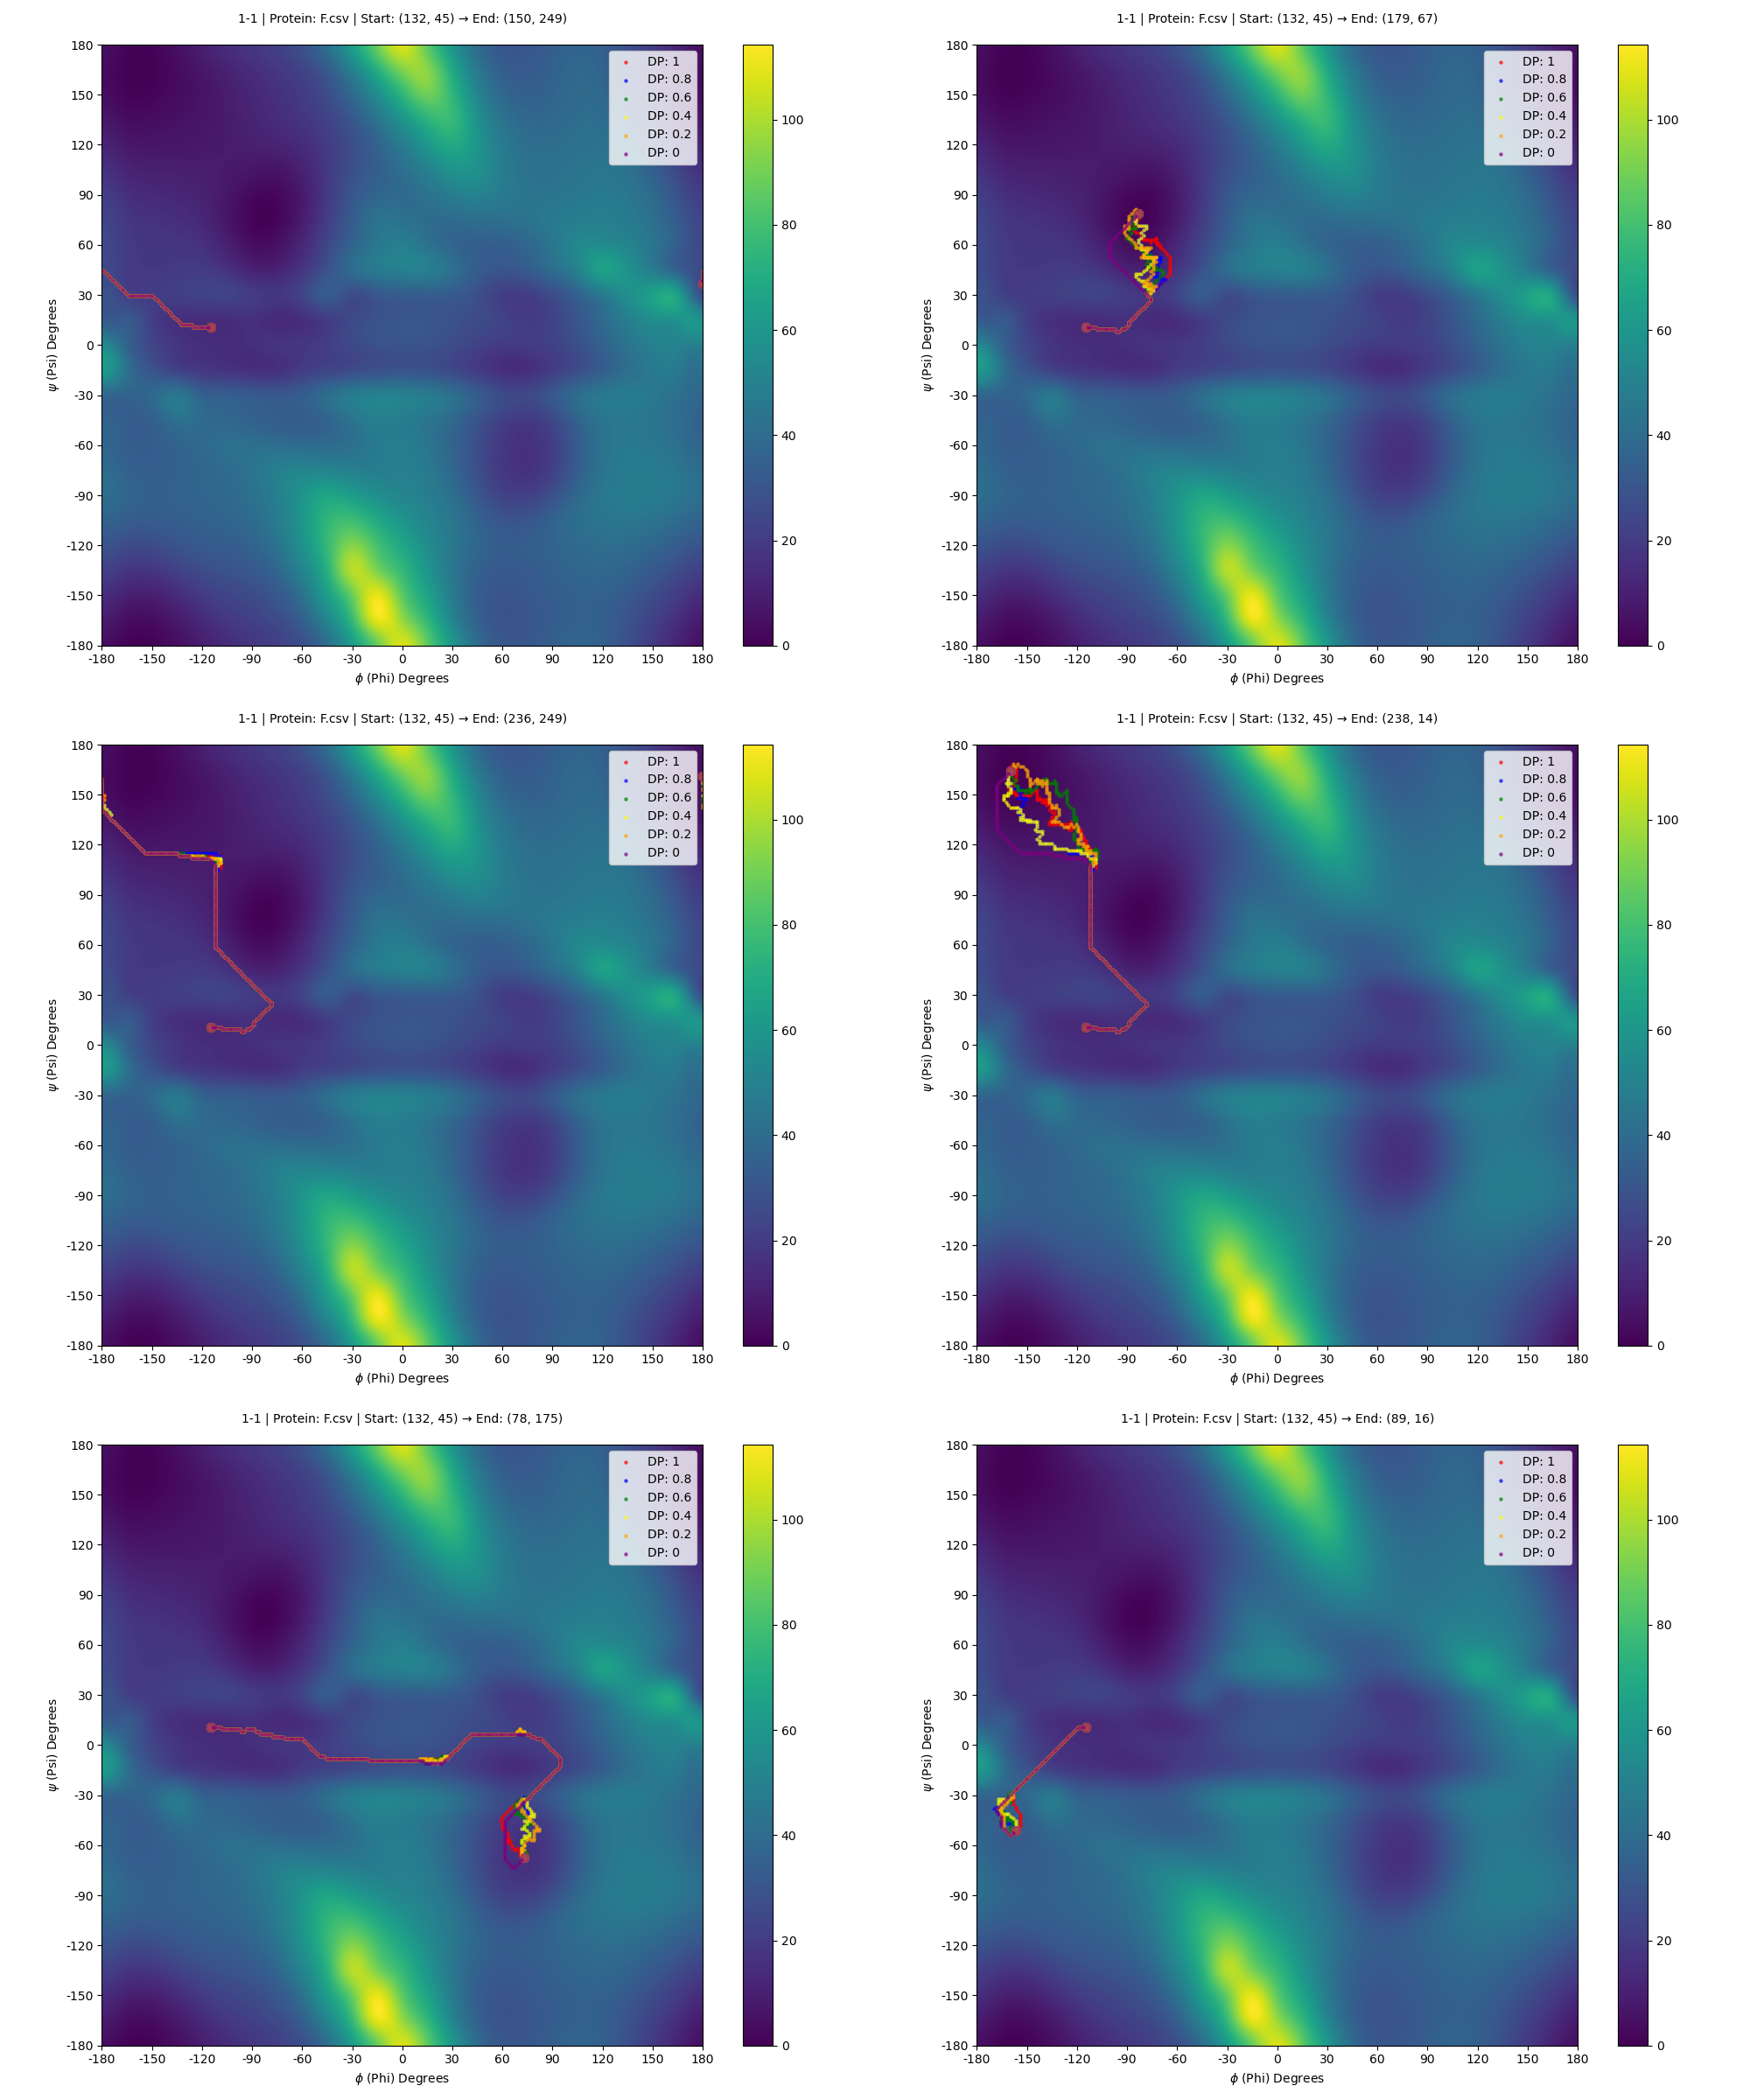 1-1 | Protein: F.csv | Start: (132, 45) → End: (150, 249)
180
150
120
90
60
30
0
-30
-60
-90
-120
-150
-180
ψ (Psi) Degrees
-180 -150 -120 -90 -60 -30 0 30 60 90 120 150 180
ϕ (Phi) Degrees
DP: 1
DP: 0.8
DP: 0.6
DP: 0.4
DP: 0.2
DP: 0
100
80
60
40
20
0
1-1 | Protein: F.csv | Start: (132, 45) → End: (179, 67)
180
150
120
90
60
30
0
-30
-60
-90
-120
-150
-180
ψ (Psi) Degrees
-180 -150 -120 -90 -60 -30 0 30 60 90 120 150 180
ϕ (Phi) Degrees
DP: 1
DP: 0.8
DP: 0.6
DP: 0.4
DP: 0.2
DP: 0
100
80
60
40
20
0
1-1 | Protein: F.csv | Start: (132, 45) → End: (236, 249)
180
150
120
90
60
30
0
-30
-60
-90
-120
-150
-180
ψ (Psi) Degrees
-180 -150 -120 -90 -60 -30 0 30 60 90 120 150 180
ϕ (Phi) Degrees
DP: 1
DP: 0.8
DP: 0.6
DP: 0.4
DP: 0.2
DP: 0
100
80
60
40
20
0
1-1 | Protein: F.csv | Start: (132, 45) → End: (238, 14)
180
150
120
90
60
30
0
-30
-60
-90
-120
-150
-180
ψ (Psi) Degrees
-180 -150 -120 -90 -60 -30 0 30 60 90 120 150 180
ϕ (Phi) Degrees
DP: 1
DP: 0.8
DP: 0.6
DP: 0.4
DP: 0.2
DP: 0
100
80
60
40
20
0
1-1 | Protein: F.csv | Start: (132, 45) → End: (78, 175)
180
150
120
90
60
30
0
-30
-60
-90
-120
-150
-180
ψ (Psi) Degrees
-180 -150 -120 -90 -60 -30 0 30 60 90 120 150 180
ϕ (Phi) Degrees
DP: 1
DP: 0.8
DP: 0.6
DP: 0.4
DP: 0.2
DP: 0
100
80
60
40
20
0
1-1 | Protein: F.csv | Start: (132, 45) → End: (89, 16)
180
150
120
90
60
30
0
-30
-60
-90
-120
-150
-180
ψ (Psi) Degrees
-180 -150 -120 -90 -60 -30 0 30 60 90 120 150 180
ϕ (Phi) Degrees
DP: 1
DP: 0.8
DP: 0.6
DP: 0.4
DP: 0.2
DP: 0
100
80
60
40
20
0